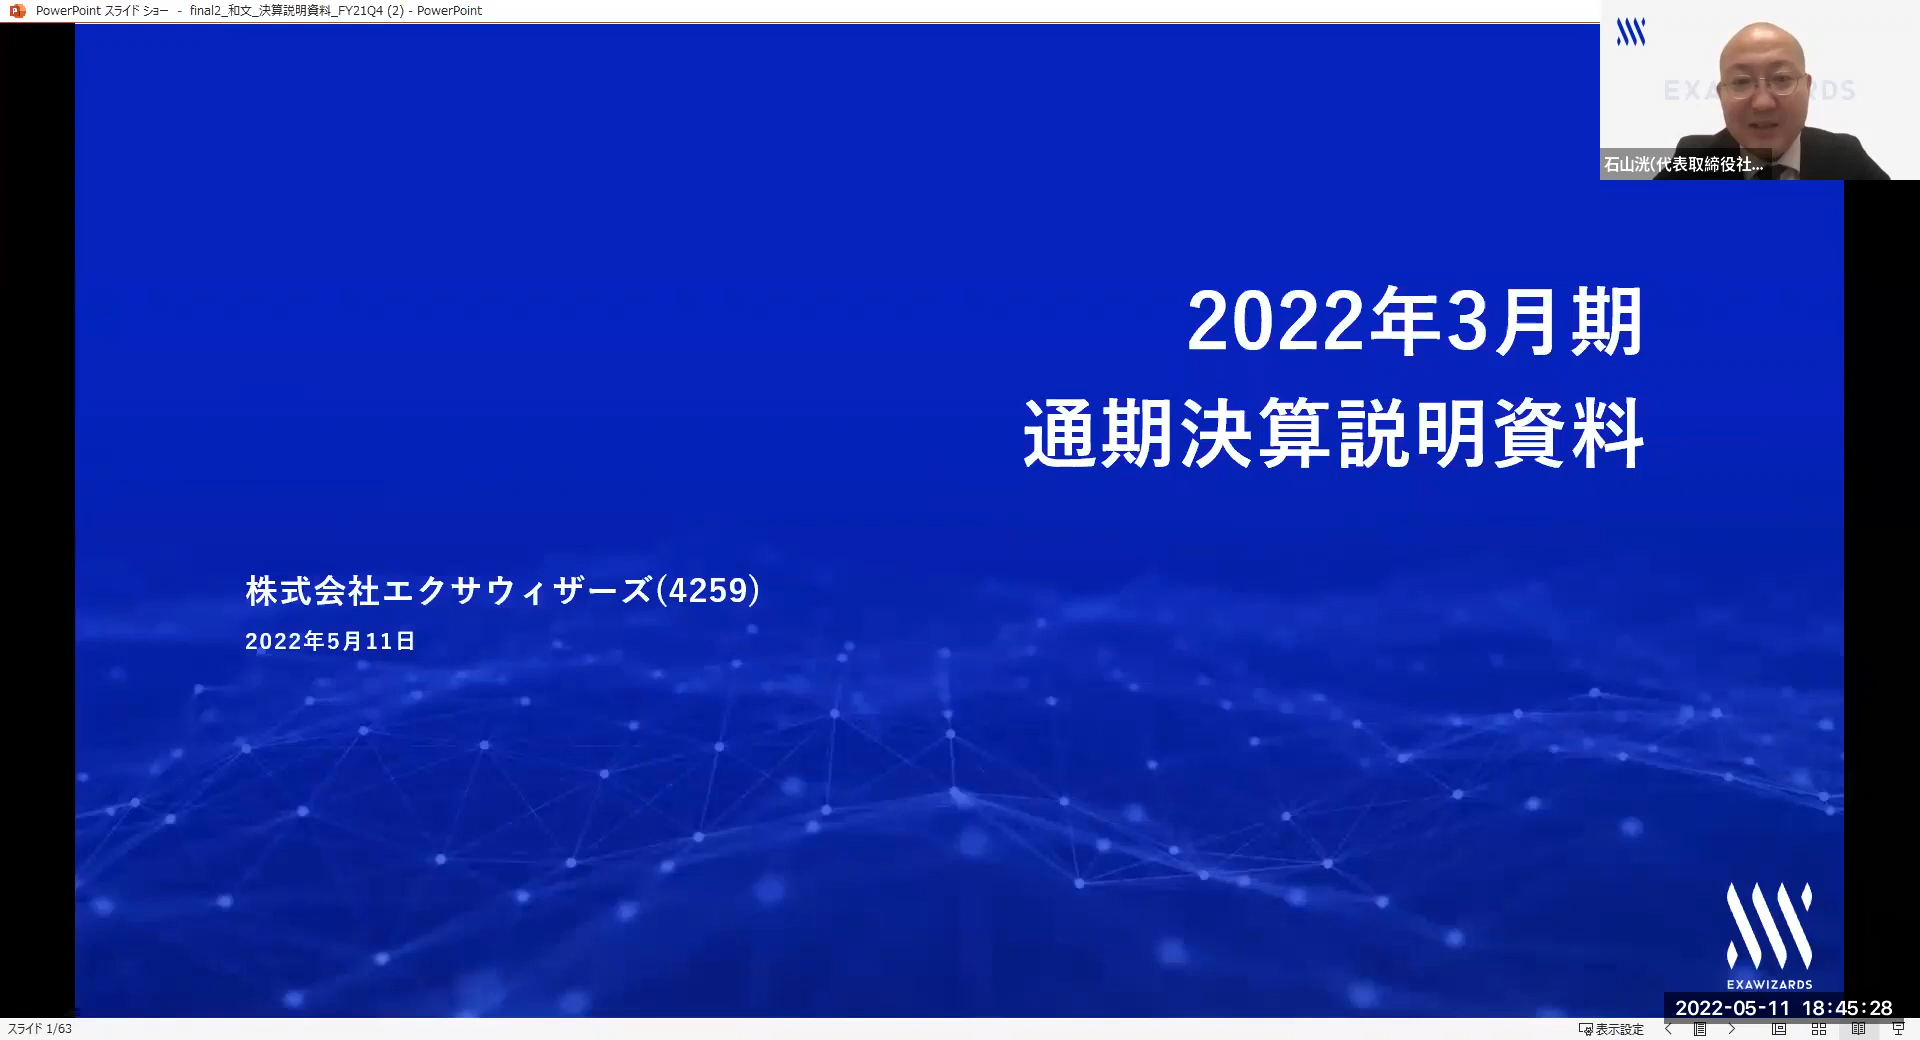 PowerPoint スライド ショー - final2_和文_決算説明資料_FY21Q4 (2) - PowerPoint
EXAWIZARDS
石山洸(代表取締役社...
2022年3月期
通期決算説明資料
株式会社エクサウィザーズ(4259)
2022年5月11日
EXAWIZARDS
2022-05-11 18:45:28
スライド 1/63
表示設定